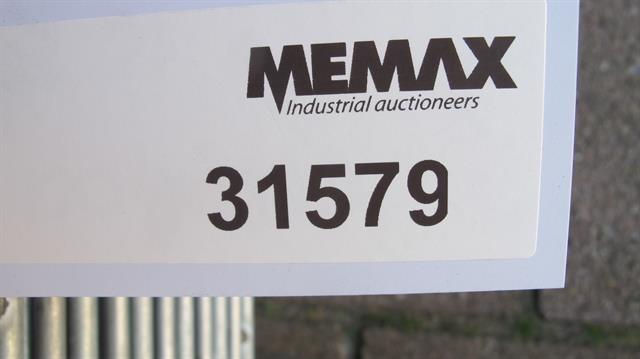 MEMAX
Industrial auctioneers
31579